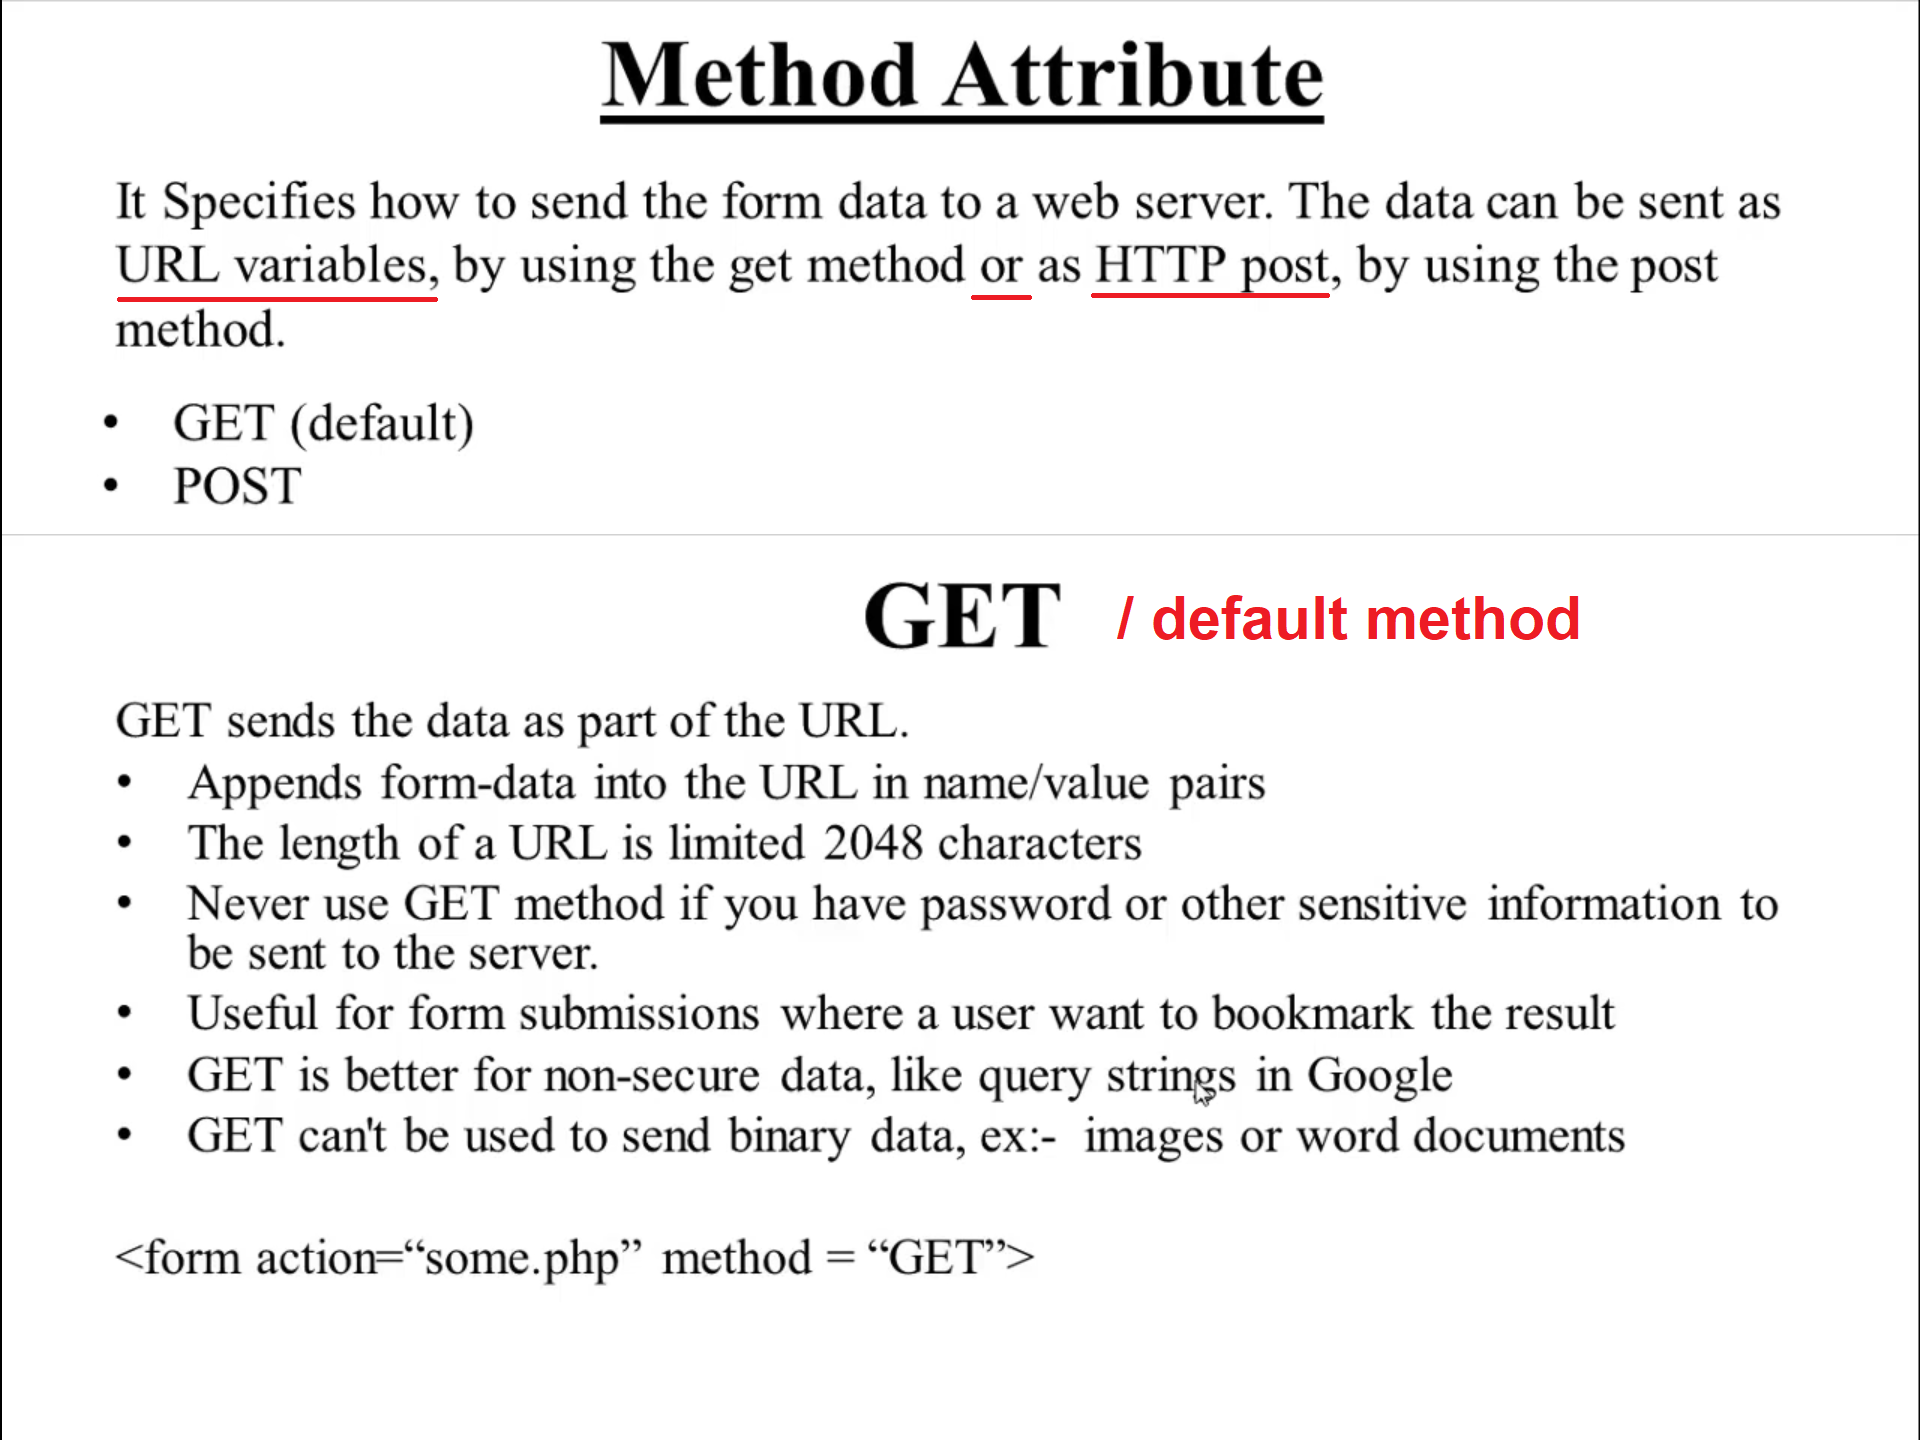 Method Attribute
It Specifies how to send the form data to a web server. The data can be sent as
URL variables, by using the get method or as HTTP post, by using the post
method.
• GET (default)
• POST
GET / default method
GET sends the data as part of the URL.
• Appends form-data into the URL in name/value pairs
• The length of a URL is limited 2048 characters
• Never use GET method if you have password or other sensitive information to
be sent to the server.
• Useful for form submissions where a user want to bookmark the result
• GET is better for non-secure data, like query strings in Google
• GET can't be used to send binary data, ex:- images or word documents
<form action=“some.php” method = “GET”>